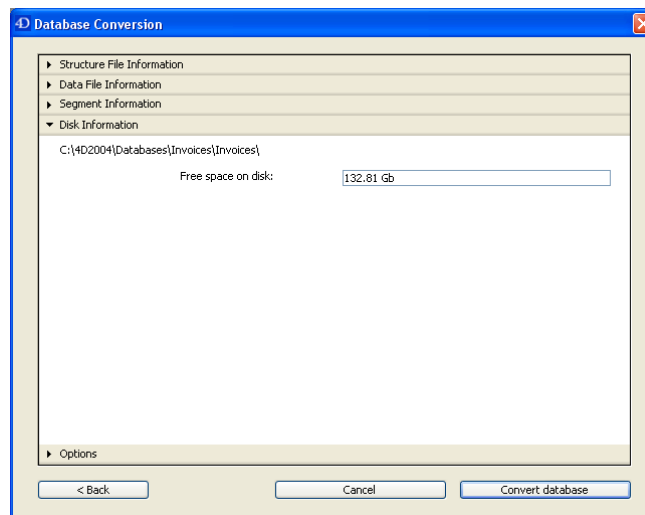 4D Database Conversion
Structure File Information
Data File Information
Segment Information
Disk Information
C:\4D2004\Databases\Invoices\Invoices\
Free space on disk: 132.81 Gb
Options
< Back Cancel Convert database